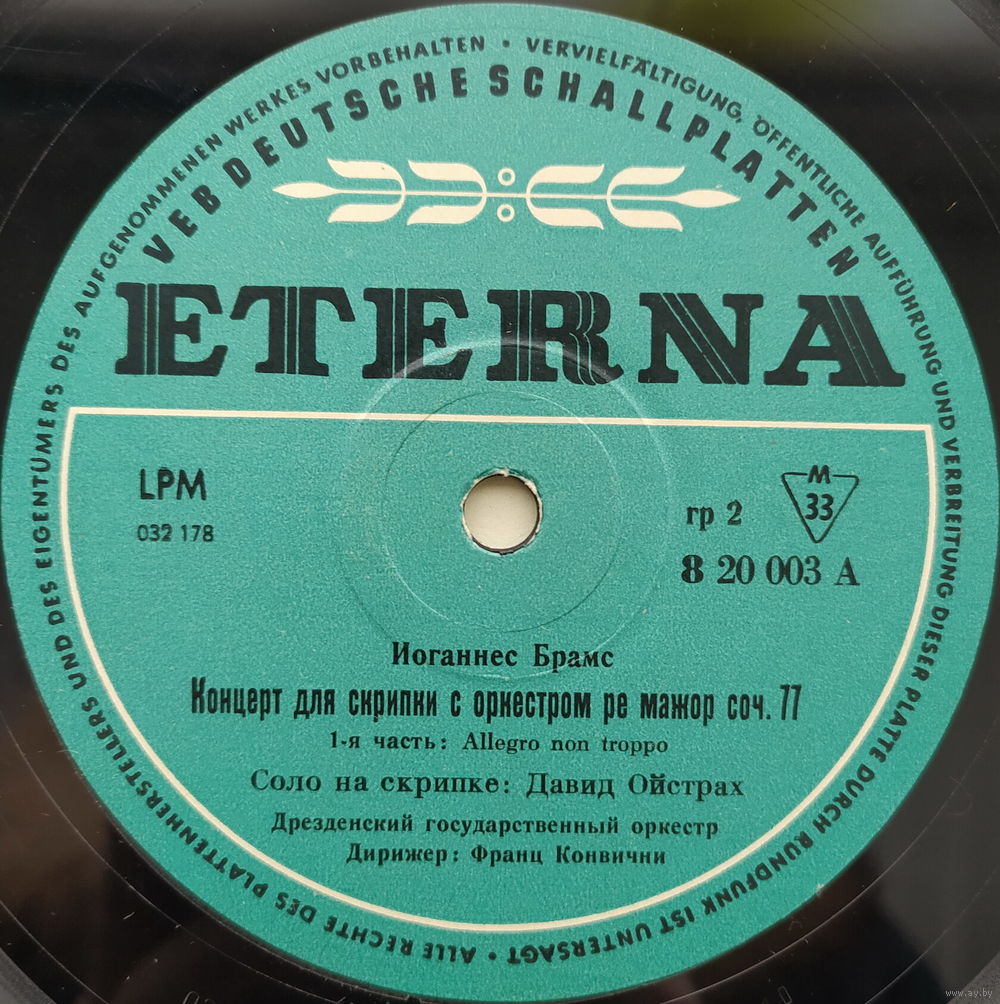 ALLE RECHTE DES PLATTENHERSTELLERS UND DES EIGENTÜMERS DES AUFGENOMMENEN WERKES VORBEHALTEN • VERVIELFÄLTIGUNG, ÖFFENTLICHE AUFFÜHRUNG UND VERBREITUNG DIESER PLATTE DURCH RUNDFUNK IST UNTERSAGT •
VEB DEUTSCHE SCHALLPLATTEN
ETERNA
LPM
032 178
гр 2
M
33
8 20 003 A
Иоганнес Брамс
Концерт для скрипки с оркестром ре мажор соч. 77
1-я часть: Allegro non troppo
Соло на скрипке: Давид Ойстрах
Дрезденский государственный оркестр
Дирижер: Франц Конвични
www.ay.by